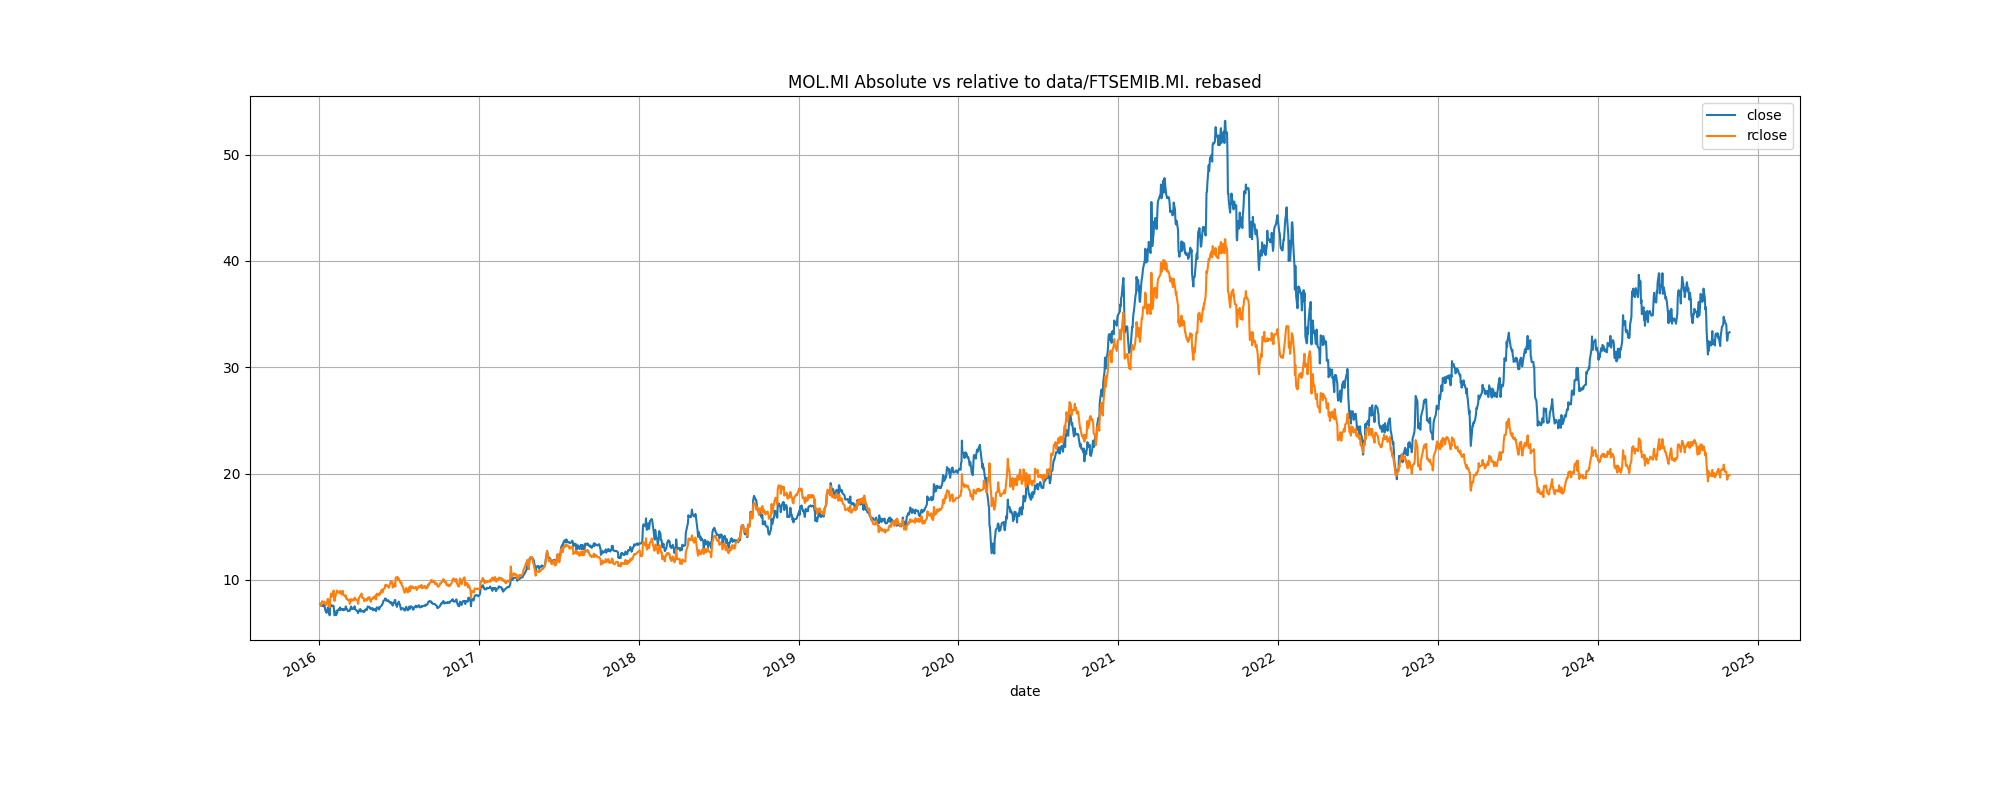 MOL.MI Absolute vs relative to data/FTSEMIB.MI. rebased
close
rclose
50
40
30
20
10
2016 2017 2018 2019 2020 2021 2022 2023 2024 2025
date